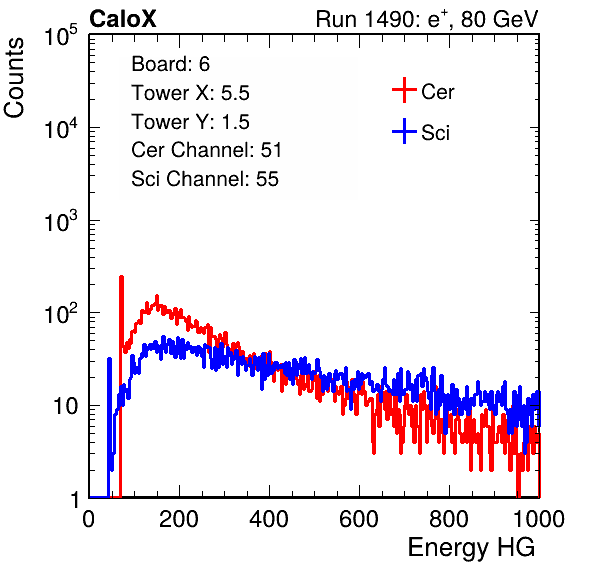 CaloX Run 1490: e⁺, 80 GeV
Counts
Board: 6
Tower X: 5.5
Tower Y: 1.5
Cer Channel: 51
Sci Channel: 55
Cer
Sci
10⁵
10⁴
10³
10²
10
1
0 200 400 600 800 1000
Energy HG